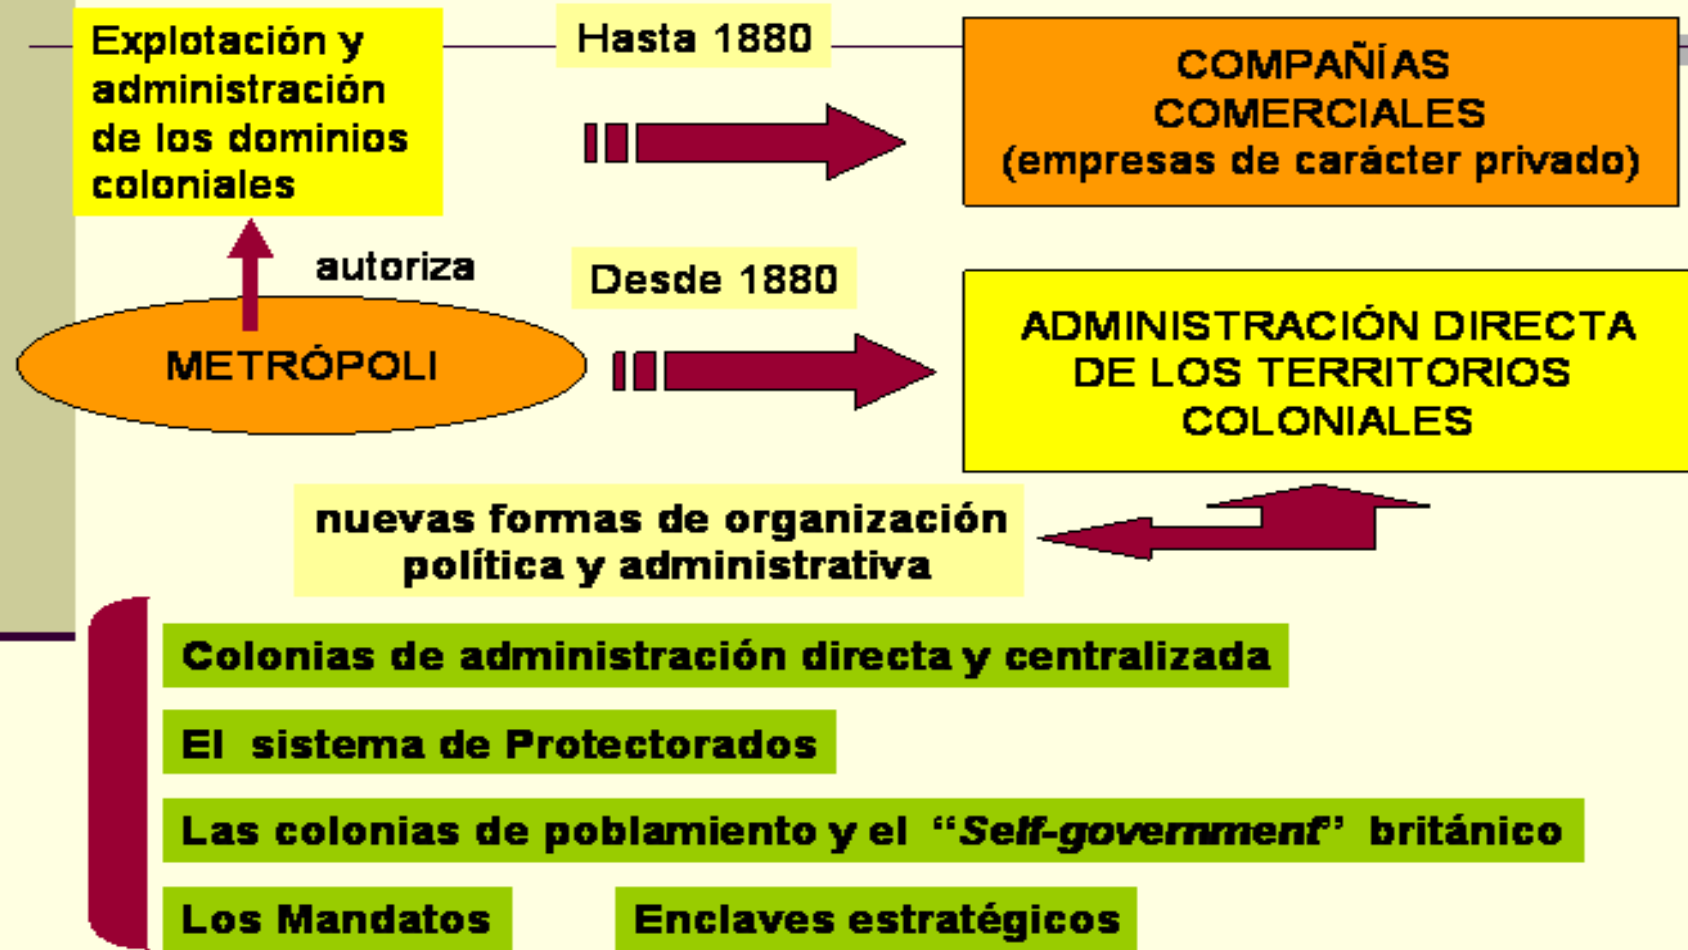 Explotación y
administración
de los dominios
coloniales
Hasta 1880
COMPAÑÍAS
COMERCIALES
(empresas de carácter privado)
autoriza
METRÓPOLI
Desde 1880
ADMINISTRACIÓN DIRECTA
DE LOS TERRITORIOS
COLONIALES
nuevas formas de organización
política y administrativa
Colonias de administración directa y centralizada
El sistema de Protectorados
Las colonias de poblamiento y el “Self-government” británico
Los Mandatos
Enclaves estratégicos